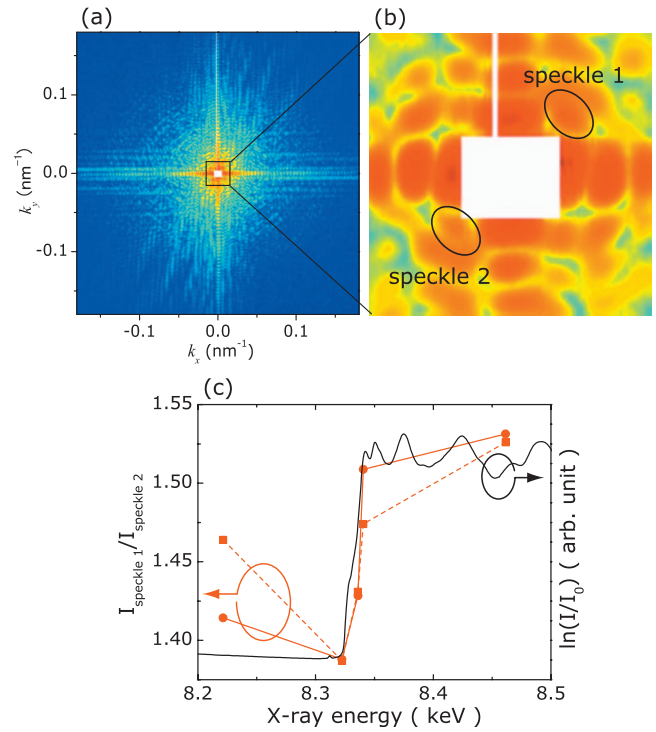 (a)
(b)
k_y (nm⁻¹)
0.1
0.0
-0.1
-0.1 0.0 0.1
k_x (nm⁻¹)
speckle 1
speckle 2
(c)
I_speckle 1/I_speckle 2
1.55
1.50
1.45
1.40
8.2 8.3 8.4 8.5
X-ray energy ( keV )
ln(I/I₀) ( arb. unit )